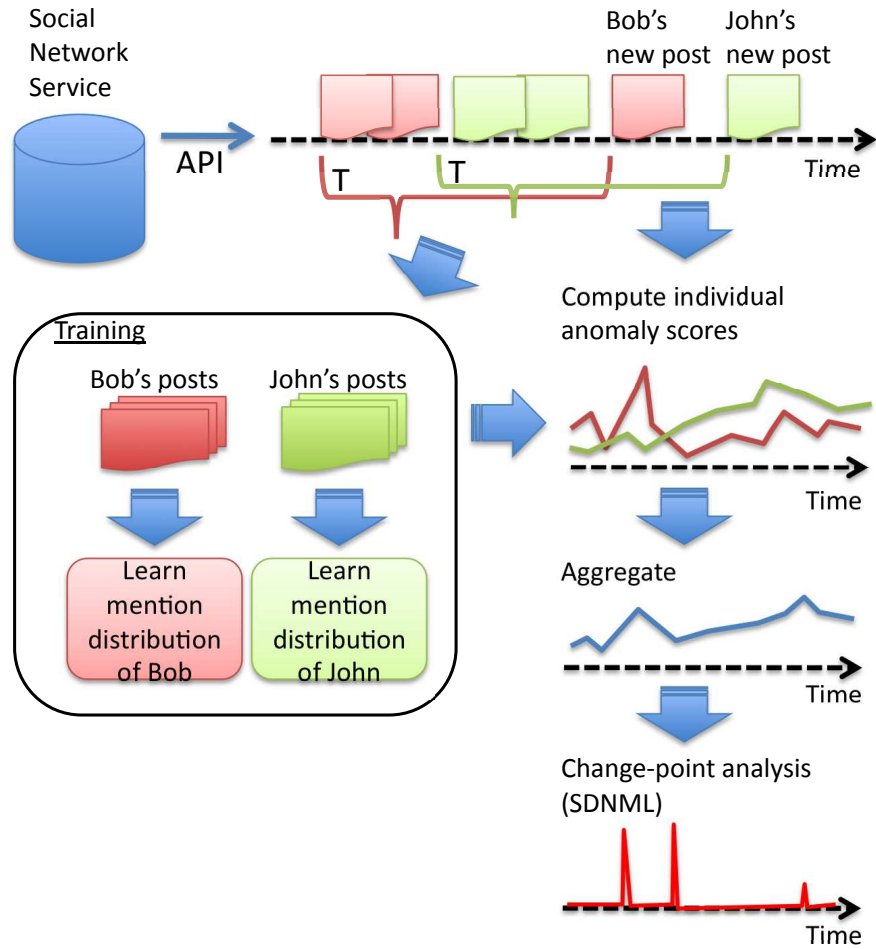 Social
Network
Service
API
Bob's
new post
John's
new post
T
T
Time
Training
Bob's posts
John's posts
Learn
mention
distribution
of Bob
Learn
mention
distribution
of John
Compute individual
anomaly scores
Time
Aggregate
Time
Change-point analysis
(SDNML)
Time